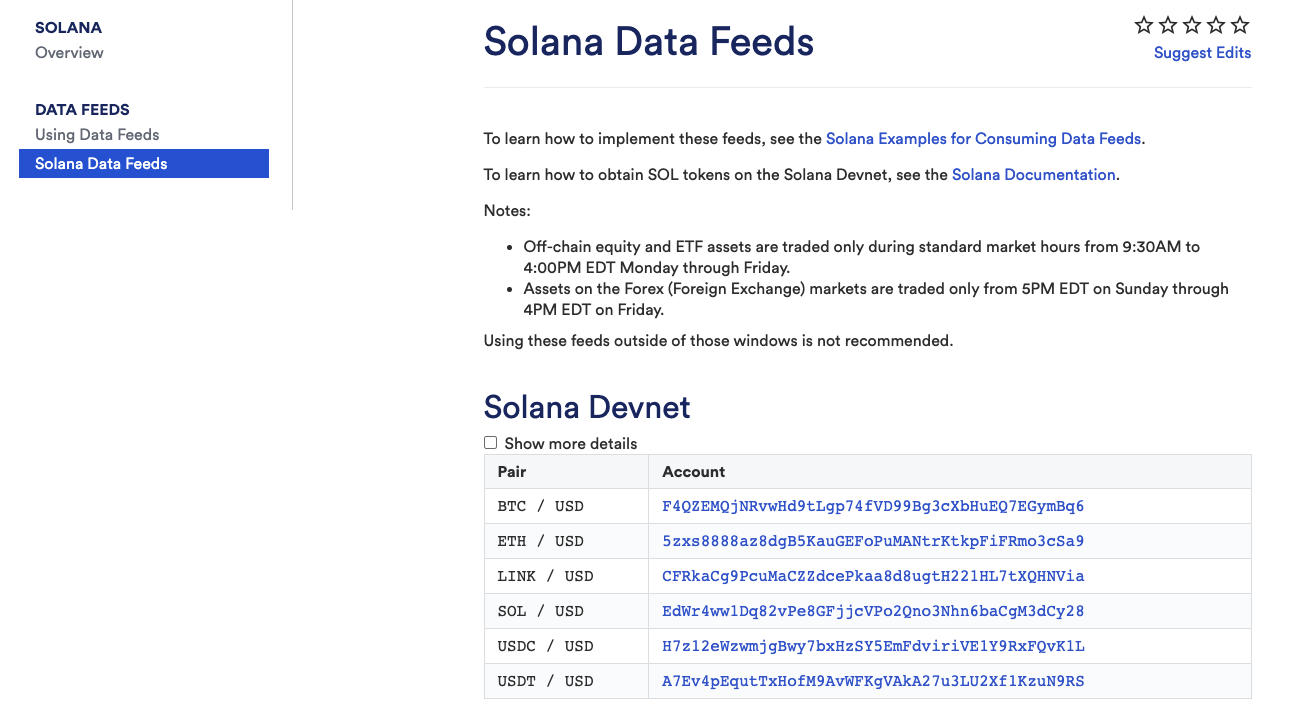 SOLANA
Overview
DATA FEEDS
Using Data Feeds
Solana Data Feeds
Solana Data Feeds
Suggest Edits
To learn how to implement these feeds, see the Solana Examples for Consuming Data Feeds.
To learn how to obtain SOL tokens on the Solana Devnet, see the Solana Documentation.
Notes:
• Off-chain equity and ETF assets are traded only during standard market hours from 9:30AM to
4:00PM EDT Monday through Friday.
• Assets on the Forex (Foreign Exchange) markets are traded only from 5PM EDT on Sunday through
4PM EDT on Friday.
Using these feeds outside of those windows is not recommended.
Solana Devnet
Show more details
Pair Account
BTC / USD F4QZEMQjNRvwHd9tLgp74fVD99Bg3cXbHuEQ7EGymBq6
ETH / USD 5zxs8888az8dgB5KauGEFoPuMANtrKtkpFiFRmo3cSa9
LINK / USD CFRkaCg9PcuMaCZZdcePkaa8d8ugtH221HL7tXQHNVia
SOL / USD EdWr4ww1Dq82vPe8GFjjcVPo2Qno3Nhn6baCgM3dCy28
USDC / USD H7z12eWzwmjgBwy7bxHzSY5EmFdviriVE1Y9RxFQvK1L
USDT / USD A7Ev4pEqutTxHofM9AvWFKgVAkA27u3LU2Xf1KzuN9RS